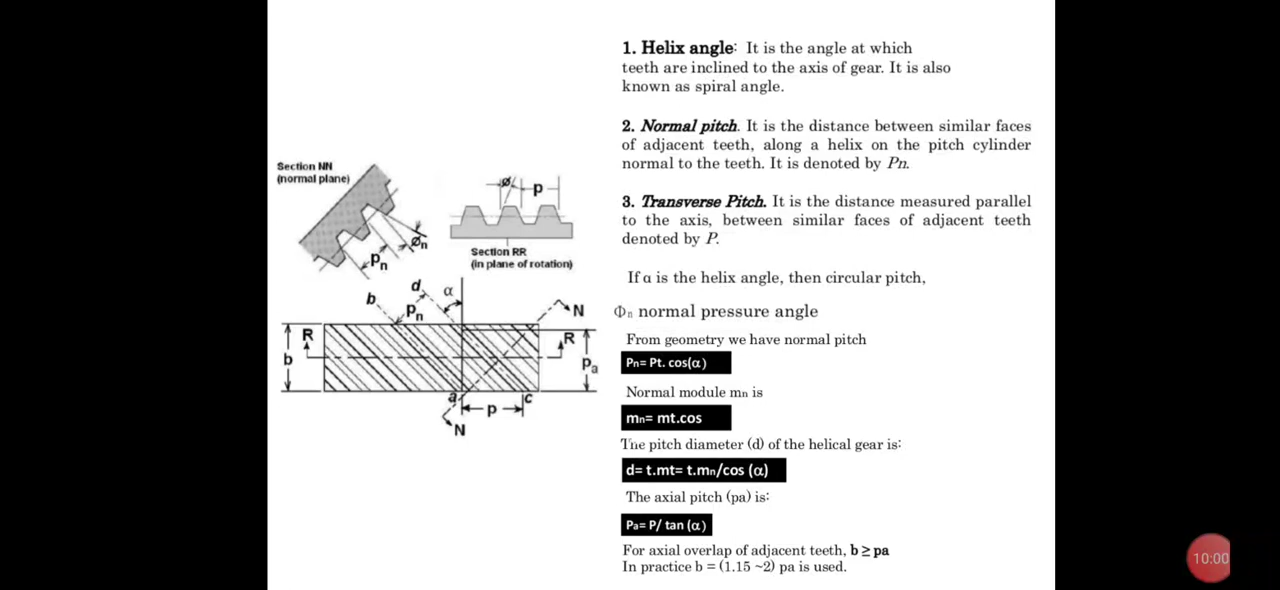 1. Helix angle: It is the angle at which
teeth are inclined to the axis of gear. It is also
known as spiral angle.
2. Normal pitch. It is the distance between similar faces
of adjacent teeth, along a helix on the pitch cylinder
normal to the teeth. It is denoted by Pn.
3. Transverse Pitch. It is the distance measured parallel
to the axis, between similar faces of adjacent teeth
denoted by P.
If α is the helix angle, then circular pitch,
Φn normal pressure angle
From geometry we have normal pitch
Pn= Pt. cos(α)
Normal module mn is
mn= mt.cos
The pitch diameter (d) of the helical gear is:
d= t.mt= t.mn/cos (α)
The axial pitch (pa) is:
Pa= P/ tan (α)
For axial overlap of adjacent teeth, b ≥ pa
In practice b = (1.15 ~2) pa is used.
Section NN
(normal plane)
Ø
p
Øn
Pn
Section RR
(in plane of rotation)
b
d
α
Pn
N
R
R
b
Pa
a
p
c
N
10:00